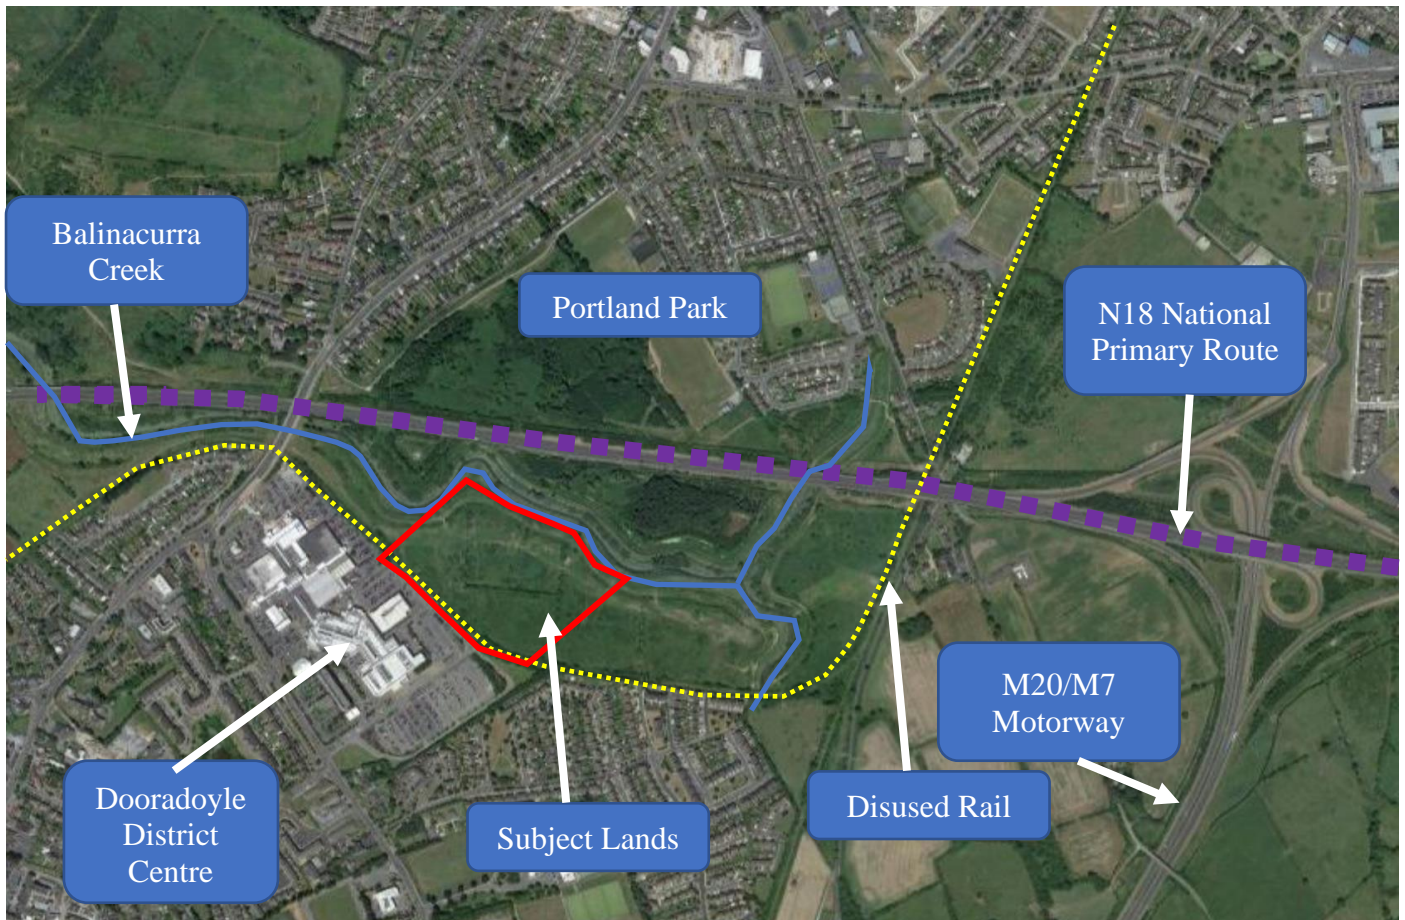 Balinacurra
Creek
Portland Park
N18 National
Primary Route
M20/M7
Motorway
Dooradoyle
District
Centre
Subject Lands
Disused Rail